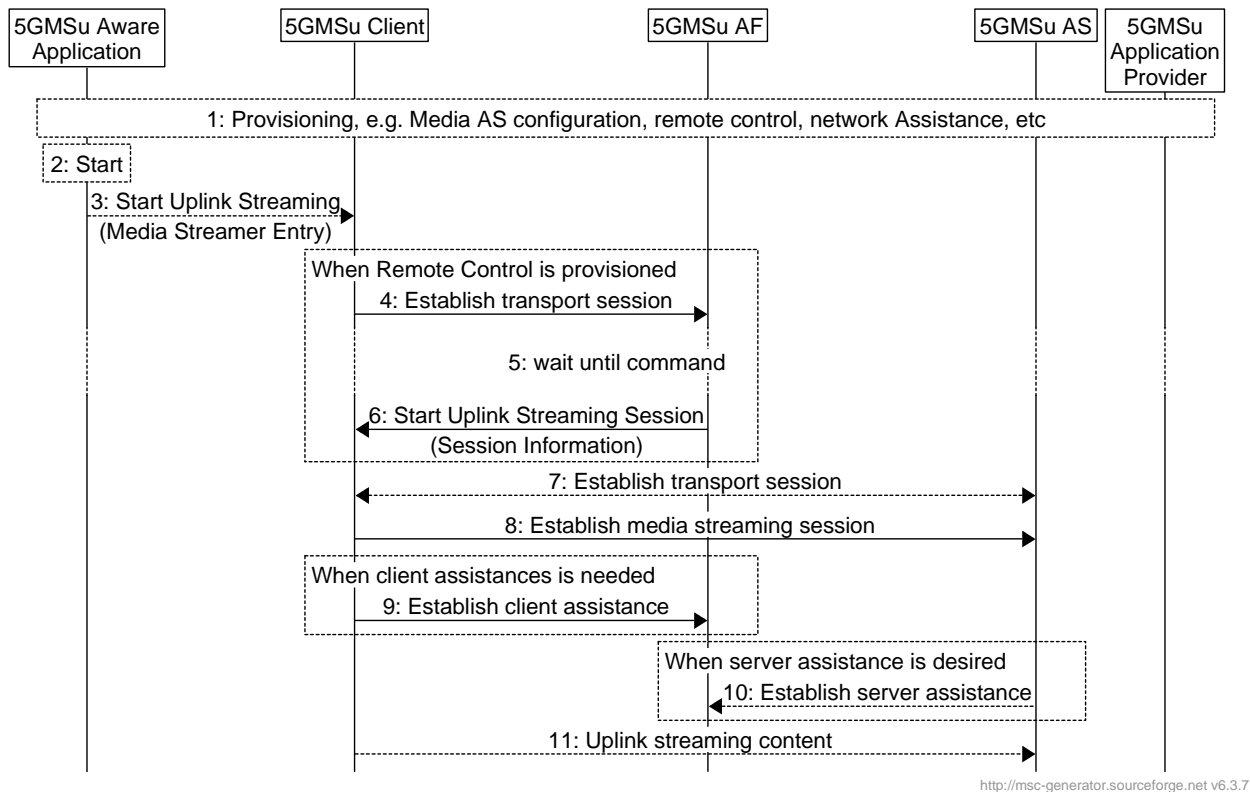 5GMSu Aware
Application
5GMSu Client
5GMSu AF
5GMSu AS
5GMSu
Application
Provider
1: Provisioning, e.g. Media AS configuration, remote control, network Assistance, etc
2: Start
3: Start Uplink Streaming
(Media Streamer Entry)
When Remote Control is provisioned
4: Establish transport session
5: wait until command
6: Start Uplink Streaming Session
(Session Information)
7: Establish transport session
8: Establish media streaming session
When client assistances is needed
9: Establish client assistance
When server assistance is desired
10: Establish server assistance
11: Uplink streaming content
http://msc-generator.sourceforge.net v6.3.7